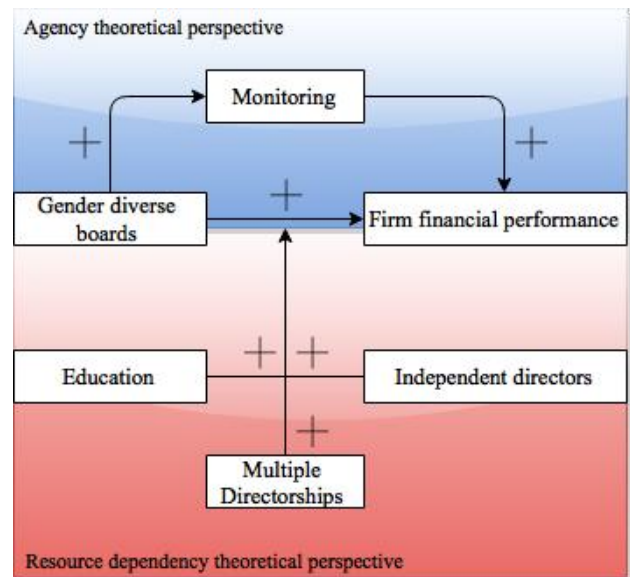 Agency theoretical perspective
Monitoring
+
+
+
Gender diverse
boards
Firm financial performance
+
+
Education
Independent directors
+
Multiple
Directorships
Resource dependency theoretical perspective